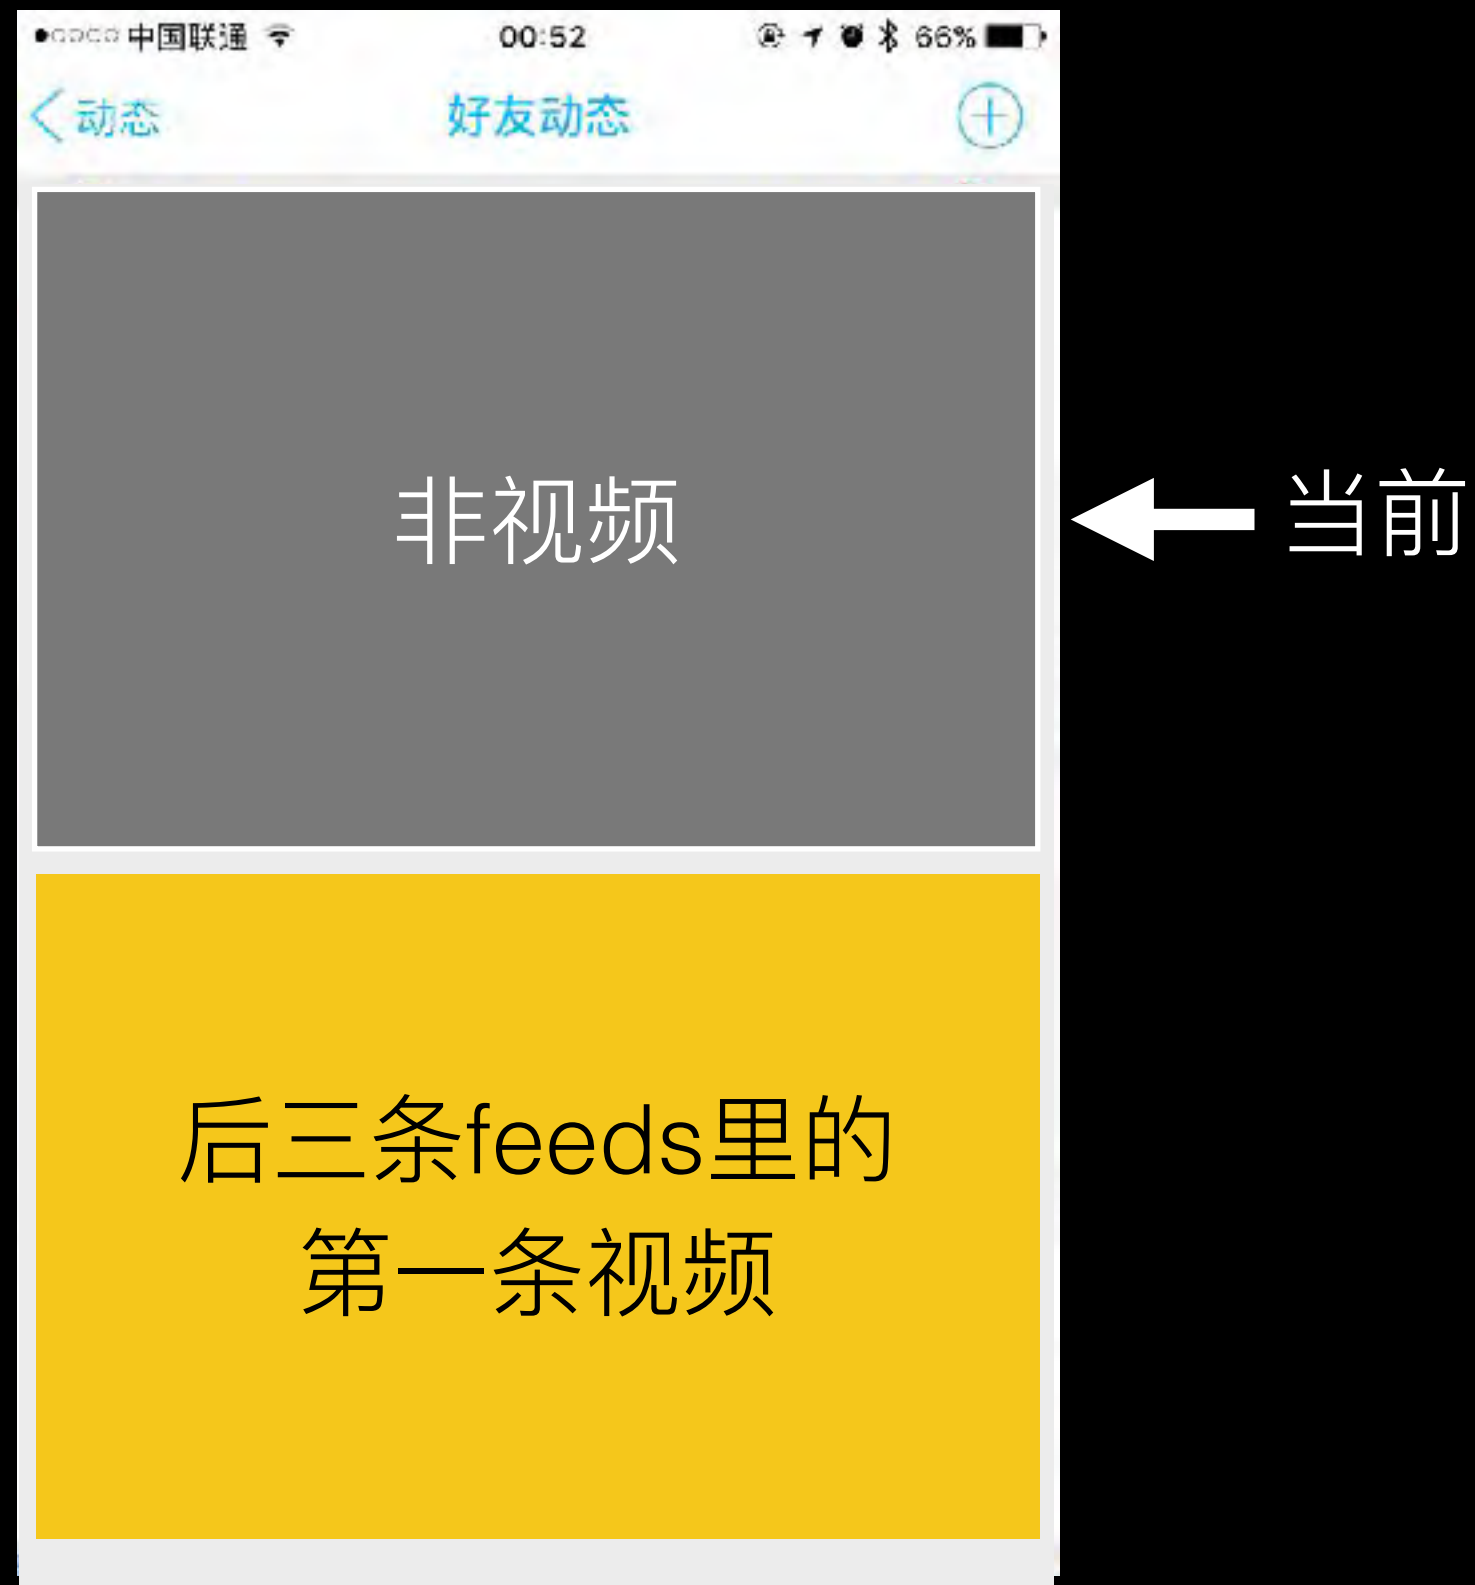 中国联通 00:52 66%
动态 好友动态
非视频
当前
后三条feeds里的
第一条视频